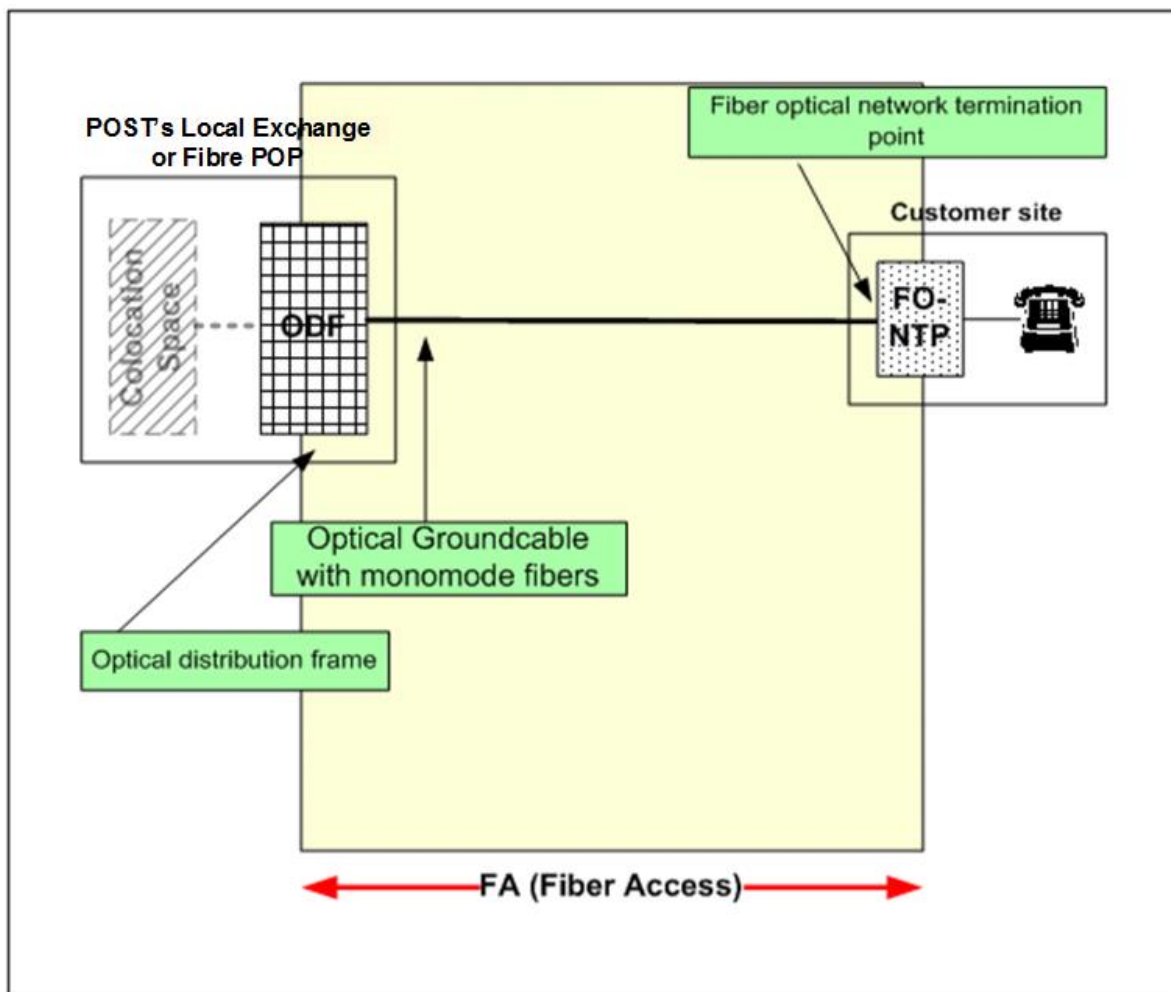 POST's Local Exchange
or Fibre POP
Colocation
Space
ODF
Fiber optical network termination
point
Customer site
FO-
NTP
Optical Groundcable
with monomode fibers
Optical distribution frame
FA (Fiber Access)